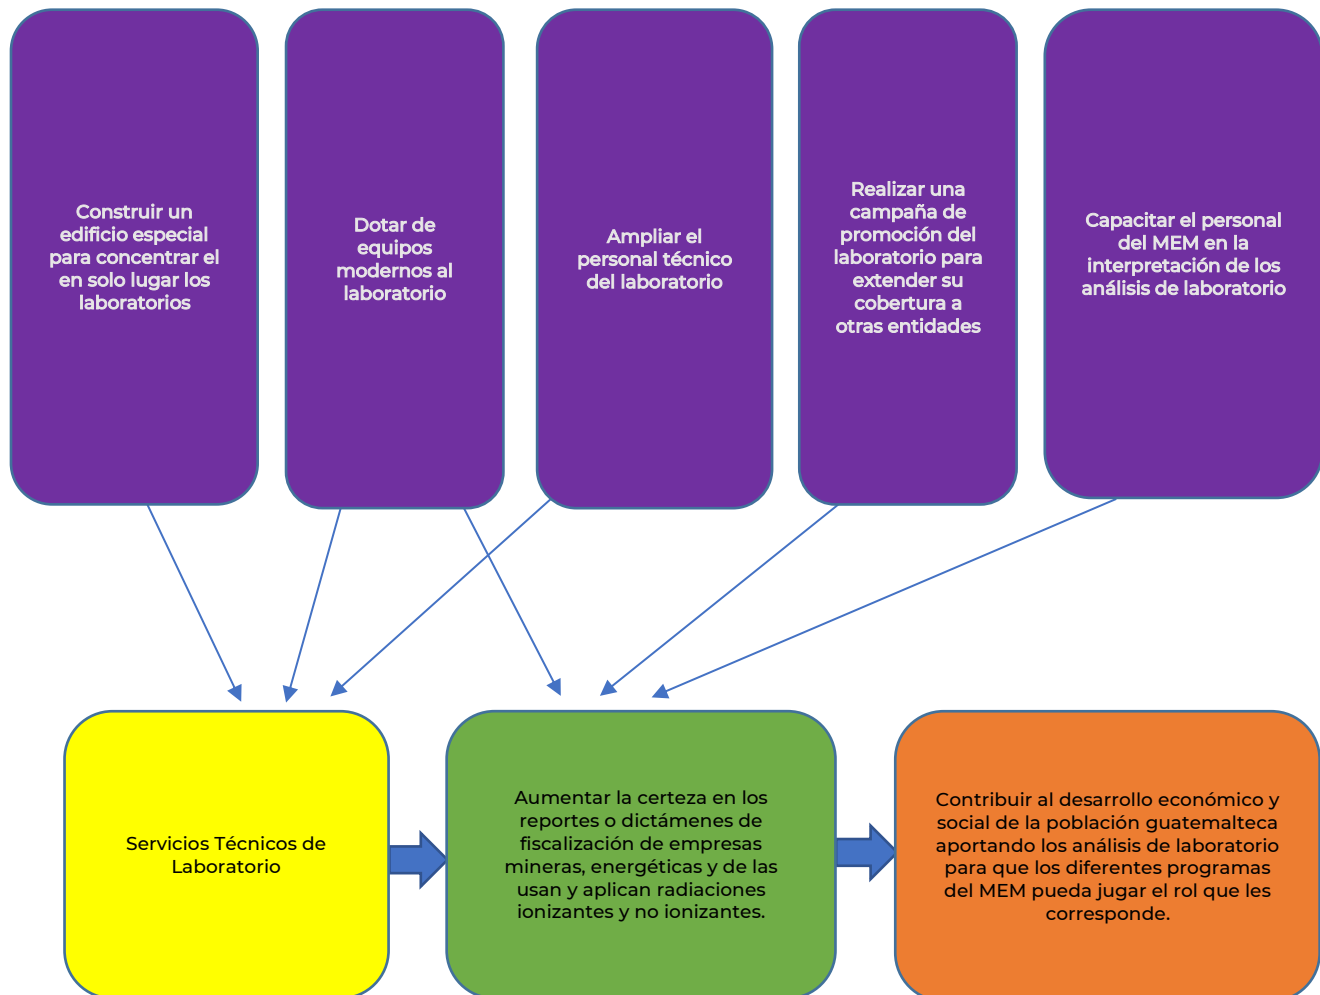 Construir un
edificio especial
para concentrar el
en solo lugar los
laboratorios
Dotar de
equipos
modernos al
laboratorio
Ampliar el
personal técnico
del laboratorio
Realizar una
campaña de
promoción del
laboratorio para
extender su
cobertura a
otras entidades
Capacitar el personal
del MEM en la
interpretación de los
análisis de laboratorio
Servicios Técnicos de
Laboratorio
Aumentar la certeza en los
reportes o dictámenes de
fiscalización de empresas
mineras, energéticas y de las
usan y aplican radiaciones
ionizantes y no ionizantes.
Contribuir al desarrollo económico y
social de la población guatemalteca
aportando los análisis de laboratorio
para que los diferentes programas
del MEM pueda jugar el rol que les
corresponde.